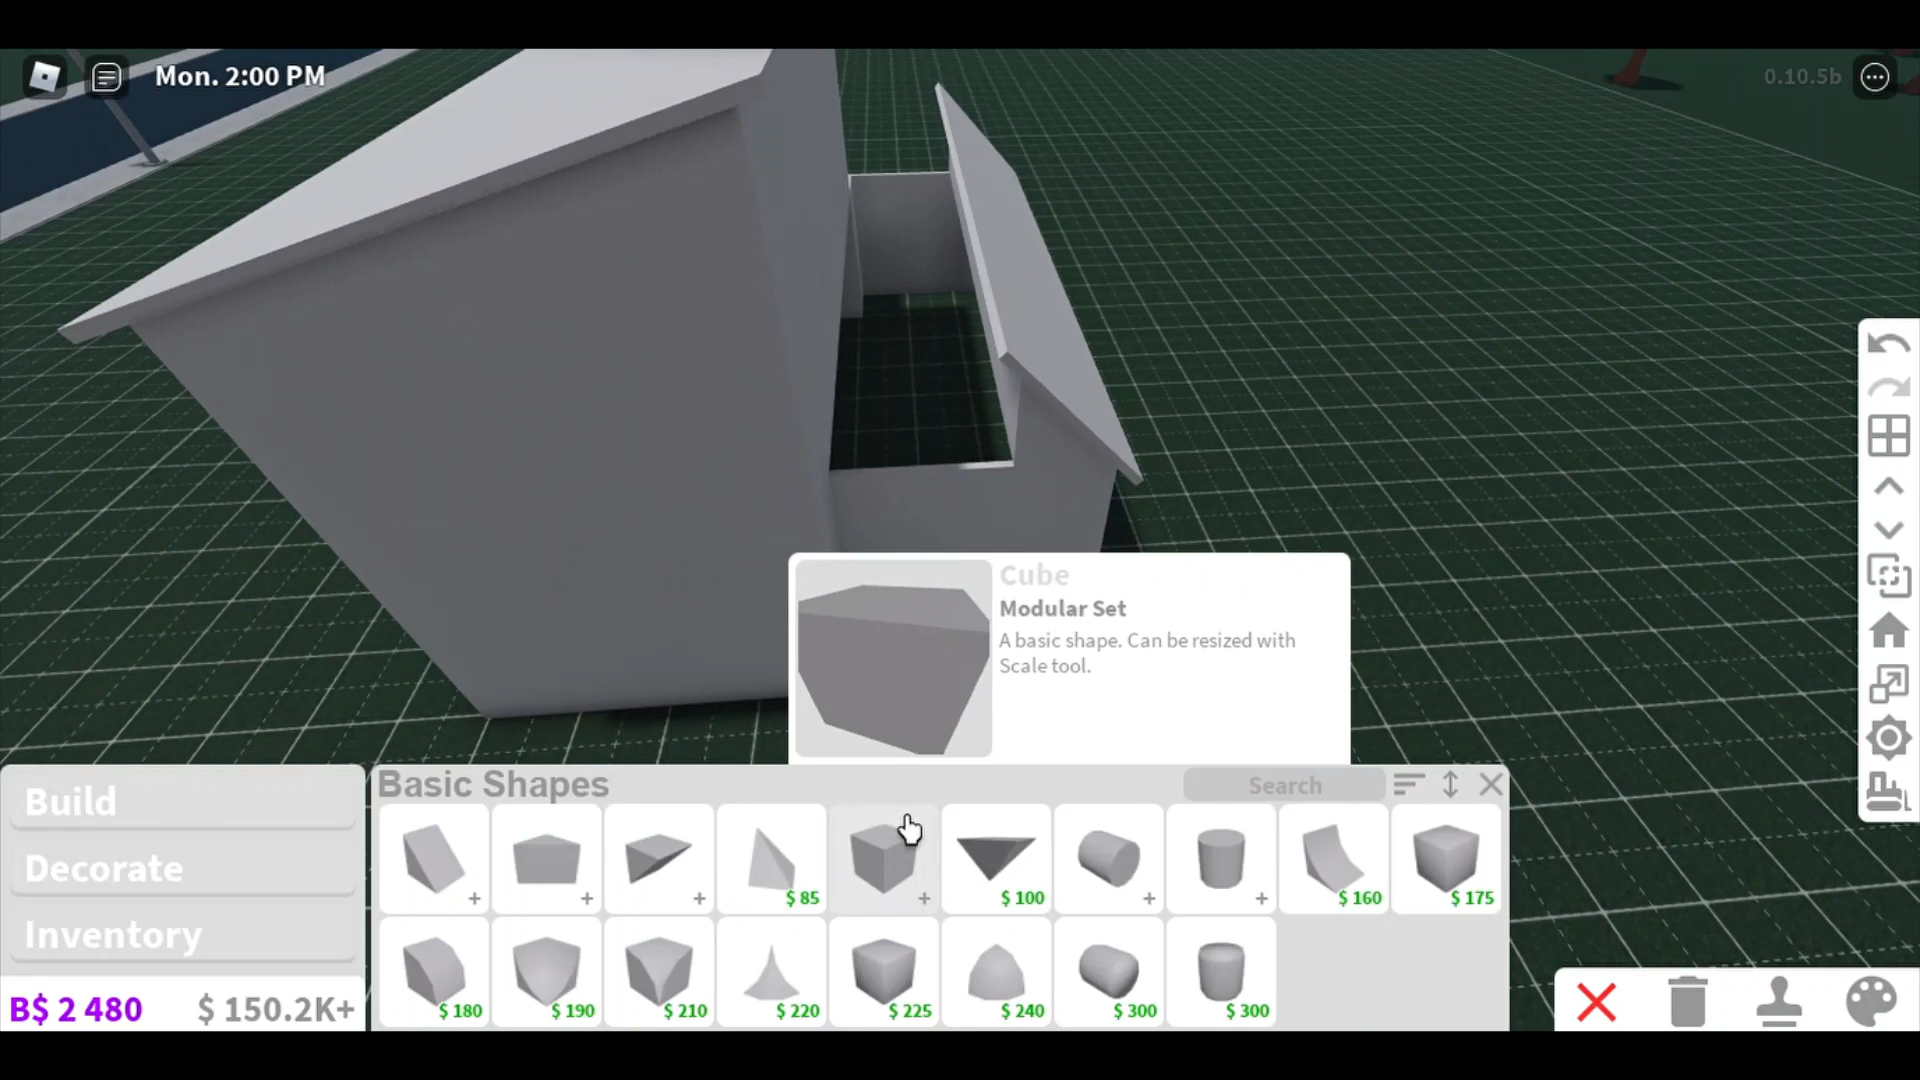 Mon. 2:00 PM
0.10.5b
Cube
Modular Set
A basic shape. Can be resized with
Scale tool.
Build
Decorate
Inventory
B$ 2 480
$ 150.2K+
Basic Shapes
Search
+
+
+
$ 85
+
$ 100
+
+
$ 160
$ 175
$ 180
$ 190
$ 210
$ 220
$ 225
$ 240
$ 300
$ 300